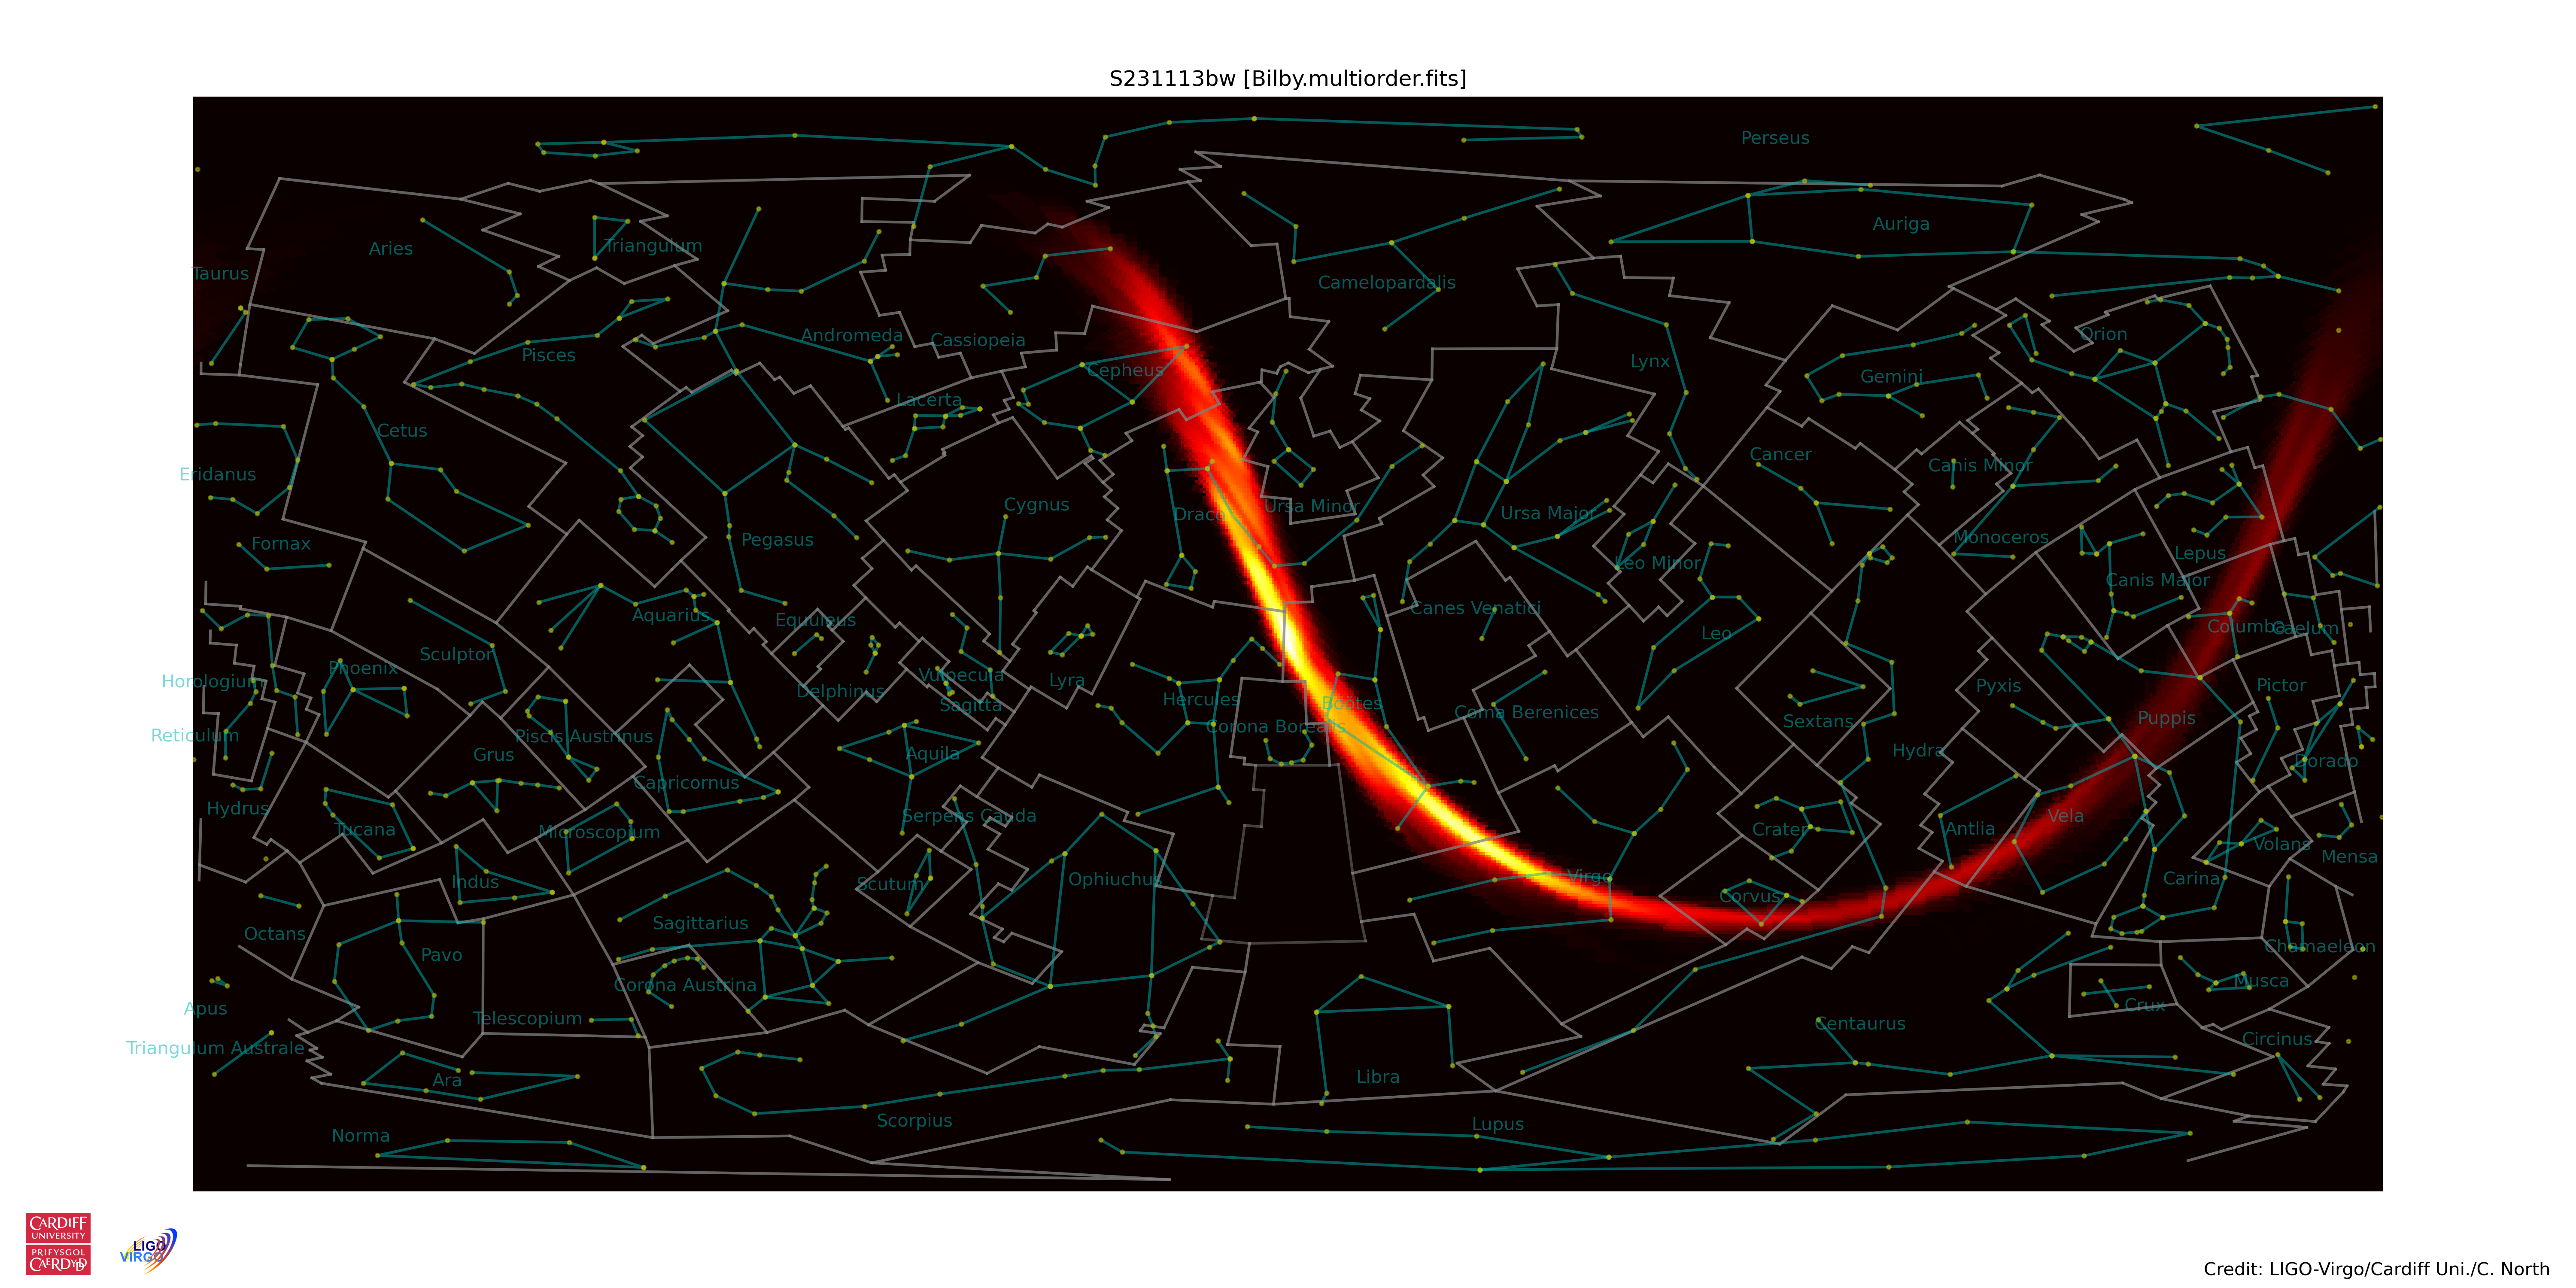 S231113bw [Bilby.multiorder.fits]
Perseus
Auriga
Aries
Triangulum
Taurus
Camelopardalis
Andromeda
Cassiopeia
Orion
Pisces
Lynx
Cepheus
Gemini
Lacerta
Cetus
Cancer
Canis Minor
Eridanus
Cygnus
Ursa Minor
Draco
Ursa Major
Pegasus
Monoceros
Fornax
Lepus
Leo Minor
Canis Major
Canes Venatici
Aquarius
Equuleus
Columba
Caelum
Leo
Sculptor
Phoenix
Vulpecula
Lyra
Horologium
Pyxis
Pictor
Delphinus
Hercules
Sagitta
Boötes
Coma Berenices
Puppis
Sextans
Corona Borealis
Reticulum
Piscis Austrinus
Hydra
Grus
Aquila
Dorado
Capricornus
Hydrus
Serpens Cauda
Vela
Tucana
Microscopium
Crater
Antlia
Volans
Mensa
Virgo
Indus
Scutum
Ophiuchus
Carina
Corvus
Sagittarius
Octans
Chamaeleon
Pavo
Corona Austrina
Musca
Crux
Apus
Telescopium
Centaurus
Circinus
Triangulum Australe
Libra
Ara
Scorpius
Lupus
Norma
CARDIFF
UNIVERSITY
PRIFYSGOL
CAERDYDD
LIGO
VIRGO
Credit: LIGO-Virgo/Cardiff Uni./C. North